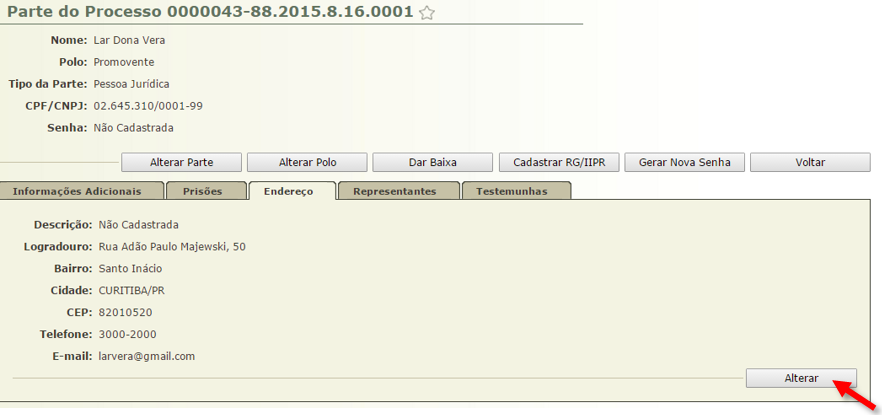 Parte do Processo 0000043-88.2015.8.16.0001
Nome: Lar Dona Vera
Polo: Promovente
Tipo da Parte: Pessoa Jurídica
CPF/CNPJ: 02.645.310/0001-99
Senha: Não Cadastrada
Alterar Parte Alterar Polo Dar Baixa Cadastrar RG/IIPR Gerar Nova Senha Voltar
Informações Adicionais Prisões Endereço Representantes Testemunhas
Descrição: Não Cadastrada
Logradouro: Rua Adão Paulo Majewski, 50
Bairro: Santo Inácio
Cidade: CURITIBA/PR
CEP: 82010520
Telefone: 3000-2000
E-mail: larvera@gmail.com
Alterar